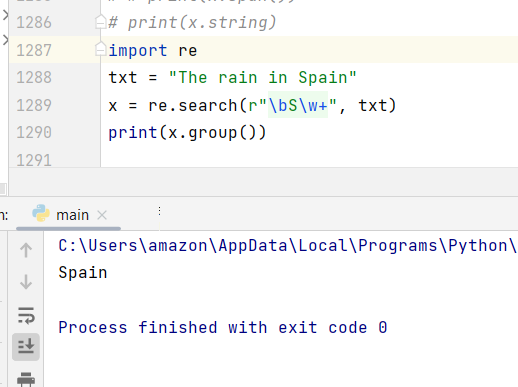 1286 # print(x.string)
1287 import re
1288 txt = "The rain in Spain"
1289 x = re.search(r"\bS\w+", txt)
1290 print(x.group())
1291
main
C:\Users\amazon\AppData\Local\Programs\Python\
Spain
Process finished with exit code 0